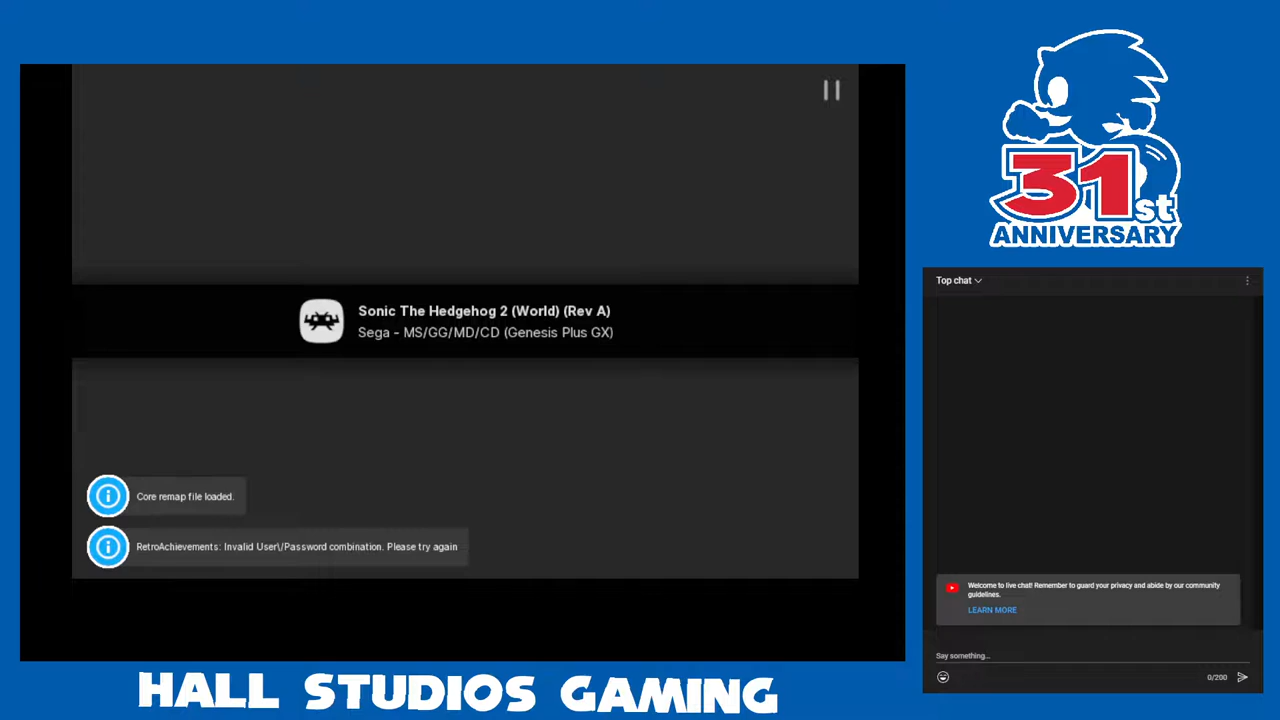 Sonic The Hedgehog 2 (World) (Rev A)
Sega - MS/GG/MD/CD (Genesis Plus GX)
Core remap file loaded.
RetroAchievements: Invalid User\/Password combination. Please try again
HALL STUDIOS GAMING
31st
ANNIVERSARY
Top chat
Welcome to live chat! Remember to guard your privacy and abide by our community
guidelines.
LEARN MORE
Say something...
0/200